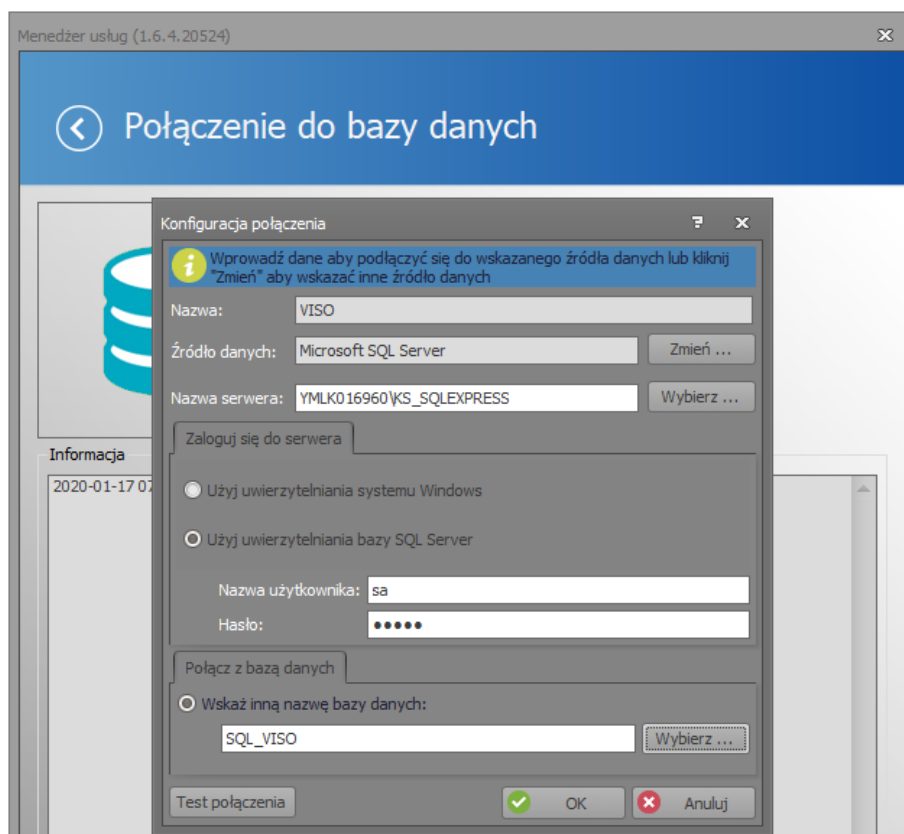 Menedżer usług (1.6.4.20524)
Połączenie do bazy danych
Konfiguracja połączenia
Wprowadź dane aby podłączyć się do wskazanego źródła danych lub kliknij
"Zmień" aby wskazać inne źródło danych
Nazwa: VISO
Źródło danych: Microsoft SQL Server Zmień ...
Nazwa serwera: YMLK016960\KS_SQLEXPRESS Wybierz ...
Zaloguj się do serwera
Informacja
2020-01-17 07
Użyj uwierzytelniania systemu Windows
Użyj uwierzytelniania bazy SQL Server
Nazwa użytkownika: sa
Hasło: •••••
Połącz z bazą danych
Wskaż inną nazwę bazy danych:
SQL_VISO Wybierz ...
Test połączenia OK Anuluj